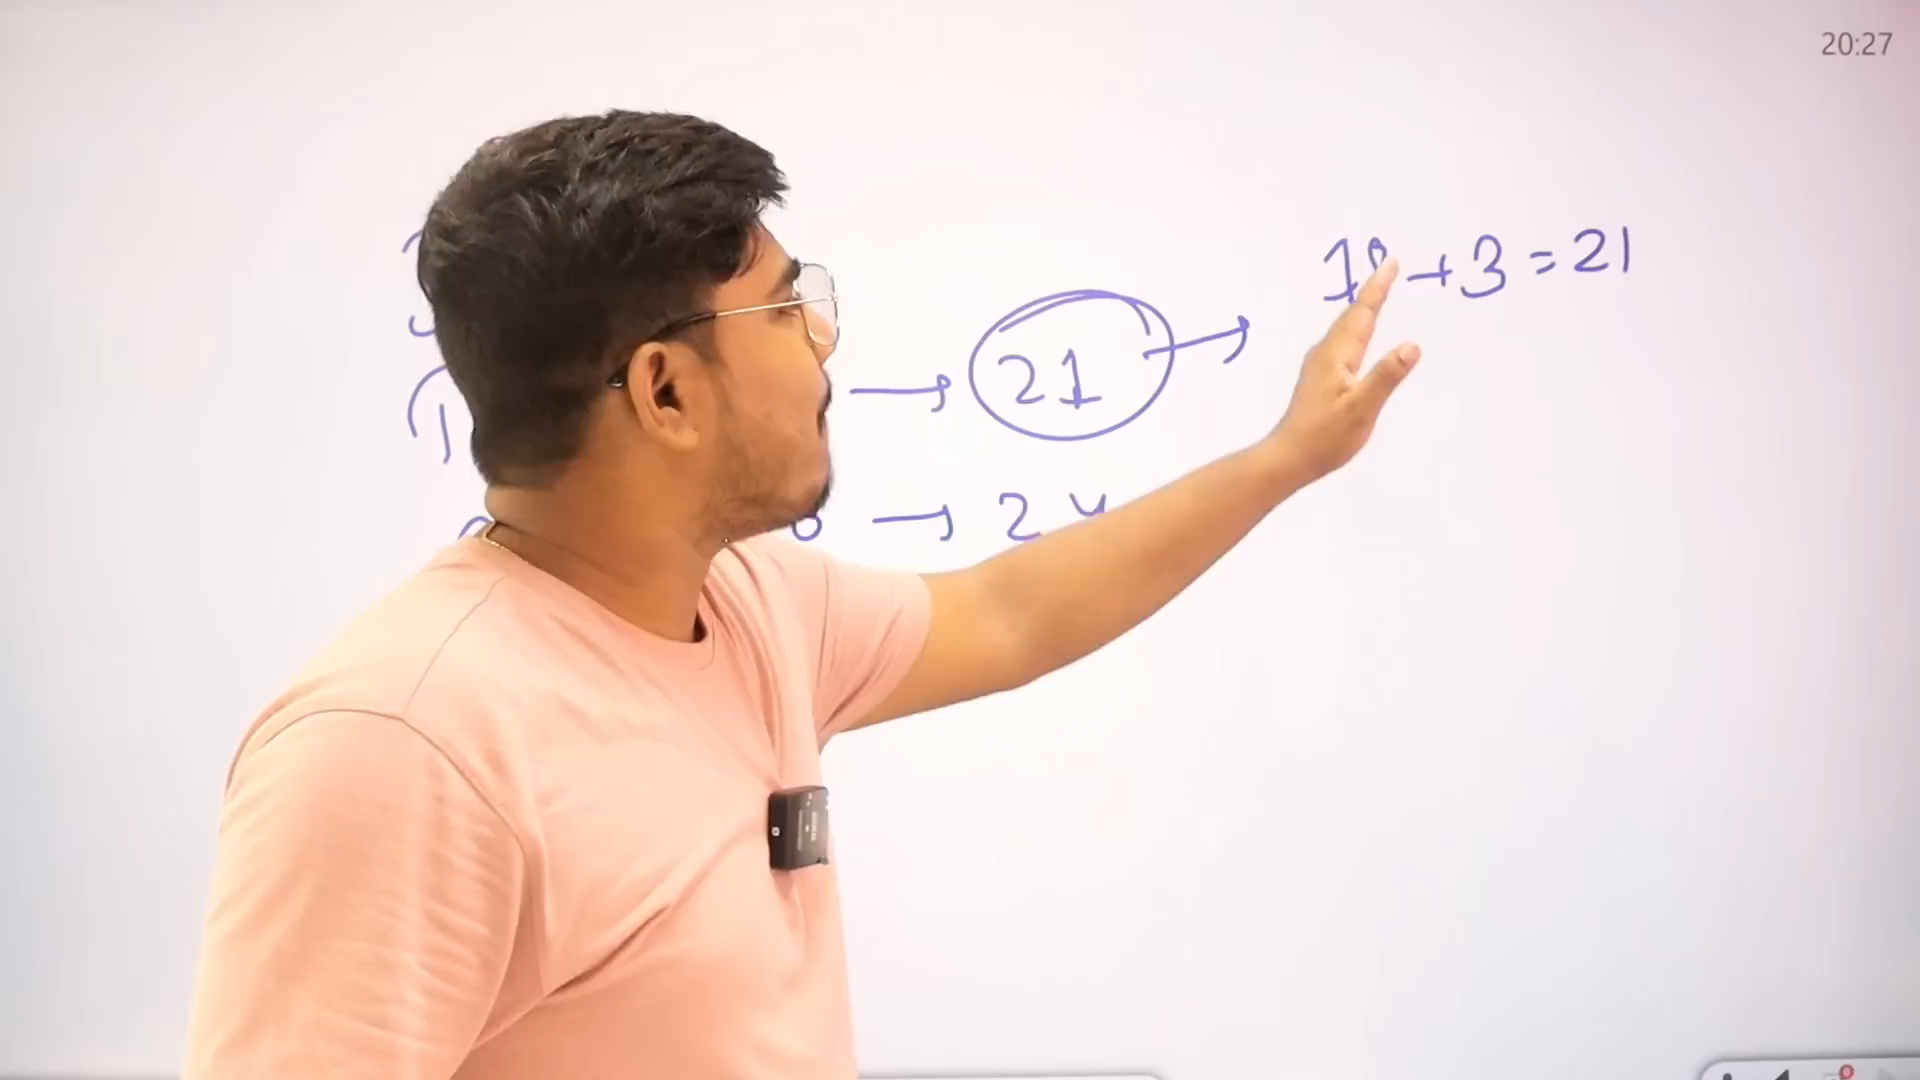 20:27
18 + 3 = 21
→ 21 →
→ 24